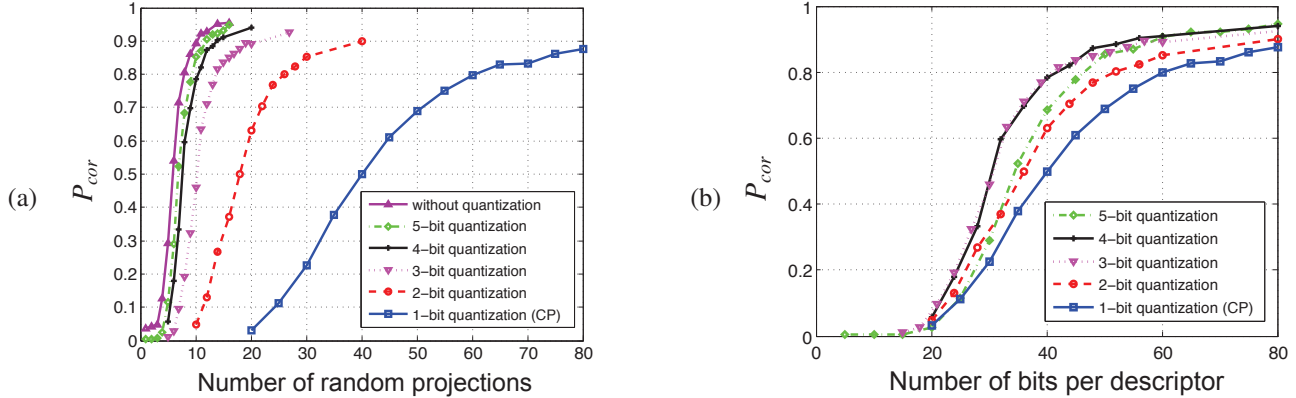 (a)
P_cor
1
0.9
0.8
0.7
0.6
0.5
0.4
0.3
0.2
0.1
0
0 10 20 30 40 50 60 70 80
Number of random projections
without quantization
5-bit quantization
4-bit quantization
3-bit quantization
2-bit quantization
1-bit quantization (CP)
(b)
P_cor
1
0.8
0.6
0.4
0.2
0
0 20 40 60 80
Number of bits per descriptor
5-bit quantization
4-bit quantization
3-bit quantization
2-bit quantization
1-bit quantization (CP)